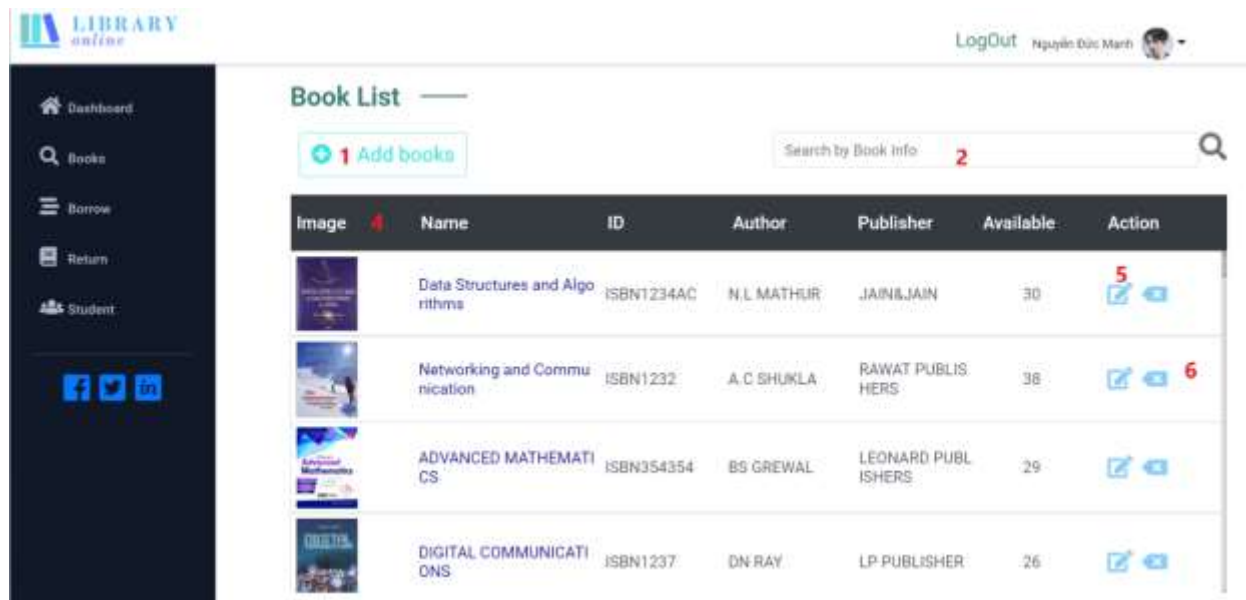 LIBRARY
online
LogOut Nguyễn Đức Mạnh
Dashboard
Books
Borrow
Return
Student
Book List
1 Add books
Search by Book Info 2
Image 4 Name ID Author Publisher Available Action
5
Data Structures and Algo
rithms
ISBN1234AC N.L MATHUR JAIN&JAIN 30
Networking and Commu
nication
ISBN1232 A.C SHUKLA RAWAT PUBLIS
HERS
38 6
ADVANCED MATHEMATI
CS
ISBN354354 BS GREWAL LEONARD PUBL
ISHERS
29
Advanced
Mathematics
DIGITAL COMMUNICATI
ONS
ISBN1237 DN RAY LP PUBLISHER 26